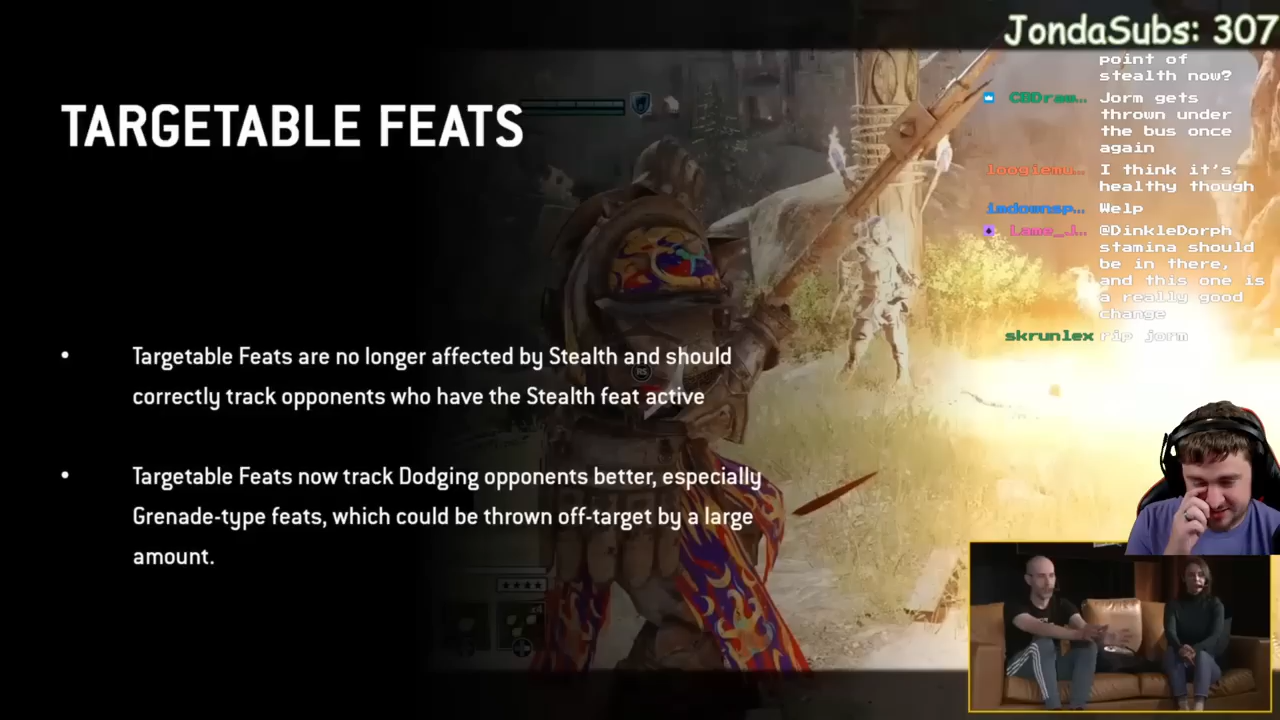 JondaSubs: 307
point of
stealth now?
CBDraw… Jorm gets
thrown under
the bus once
again
I think it's
healthy though
imdownsp… Welp
@DinkleDorph
stamina should
be in there,
and this one is
a really good
change
skrunlex rip jorm
TARGETABLE FEATS
• Targetable Feats are no longer affected by Stealth and should
correctly track opponents who have the Stealth feat active
• Targetable Feats now track Dodging opponents better, especially
Grenade-type feats, which could be thrown off-target by a large
amount.
RS
x4